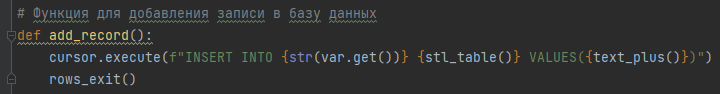 # Функция для добавления записи в базу данных
def add_record():
cursor.execute(f"INSERT INTO {str(var.get())} {stl_table()} VALUES({text_plus()})")
rows_exit()